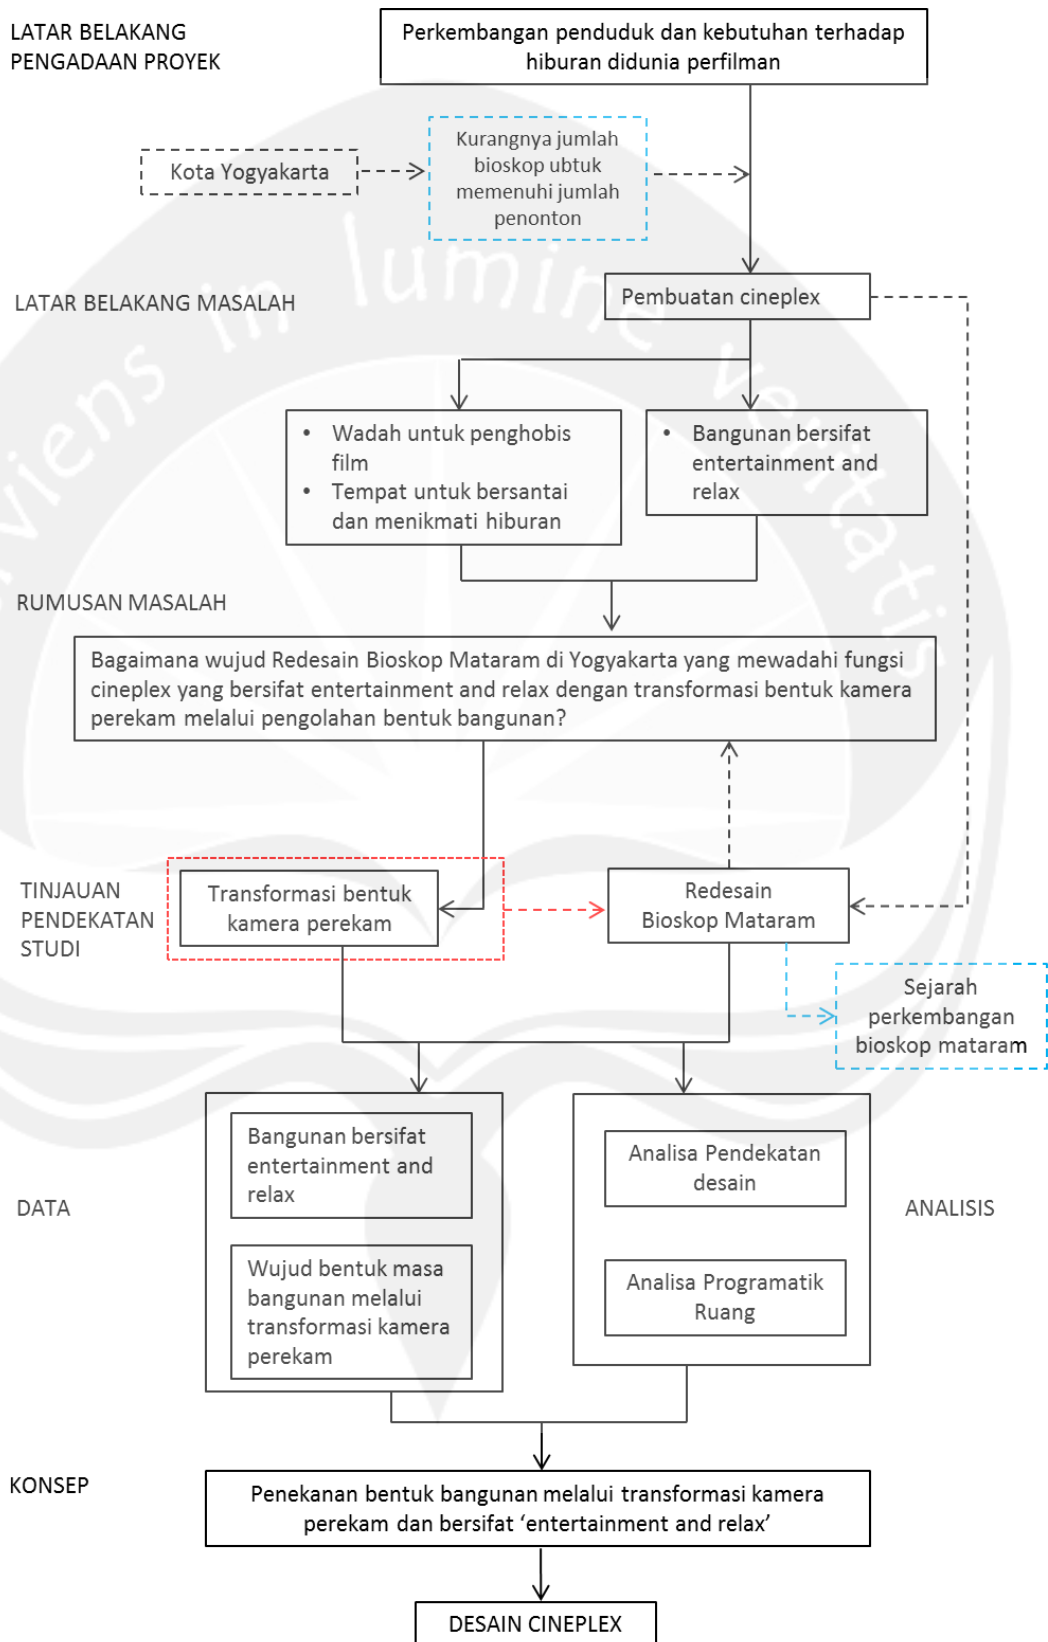 LATAR BELAKANG
PENGADAAN PROYEK
Perkembangan penduduk dan kebutuhan terhadap
hiburan didunia perfilman
Kota Yogyakarta
Kurangnya jumlah
bioskop ubtuk
memenuhi jumlah
penonton
LATAR BELAKANG MASALAH
Pembuatan cineplex
• Wadah untuk penghobis
film
• Tempat untuk bersantai
dan menikmati hiburan
• Bangunan bersifat
entertainment and
relax
RUMUSAN MASALAH
Bagaimana wujud Redesain Bioskop Mataram di Yogyakarta yang mewadahi fungsi
cineplex yang bersifat entertainment and relax dengan transformasi bentuk kamera
perekam melalui pengolahan bentuk bangunan?
TINJAUAN
PENDEKATAN
STUDI
Transformasi bentuk
kamera perekam
Redesain
Bioskop Mataram
Sejarah
perkembangan
bioskop mataram
DATA
Bangunan bersifat
entertainment and
relax
Wujud bentuk masa
bangunan melalui
transformasi kamera
perekam
Analisa Pendekatan
desain
Analisa Programatik
Ruang
ANALISIS
KONSEP
Penekanan bentuk bangunan melalui transformasi kamera
perekam dan bersifat ‘entertainment and relax’
DESAIN CINEPLEX
viens in lumine veritatis